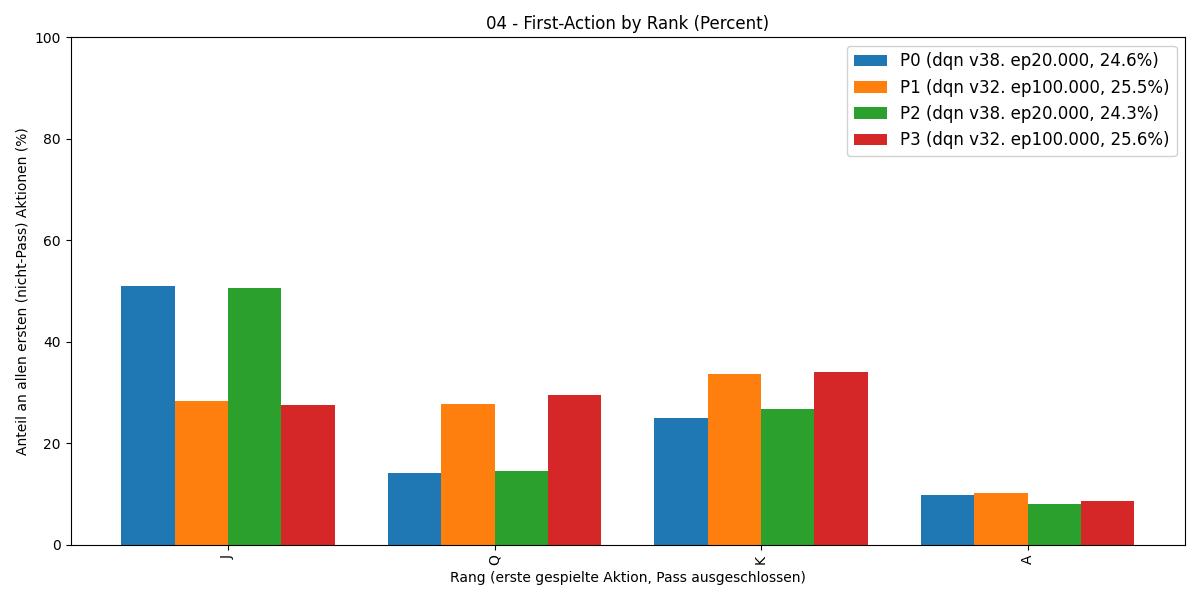 04 - First-Action by Rank (Percent)
100
80
60
40
20
0
Anteil an allen ersten (nicht-Pass) Aktionen (%)
P0 (dqn v38. ep20.000, 24.6%)
P1 (dqn v32. ep100.000, 25.5%)
P2 (dqn v38. ep20.000, 24.3%)
P3 (dqn v32. ep100.000, 25.6%)
J
Q
K
A
Rang (erste gespielte Aktion, Pass ausgeschlossen)